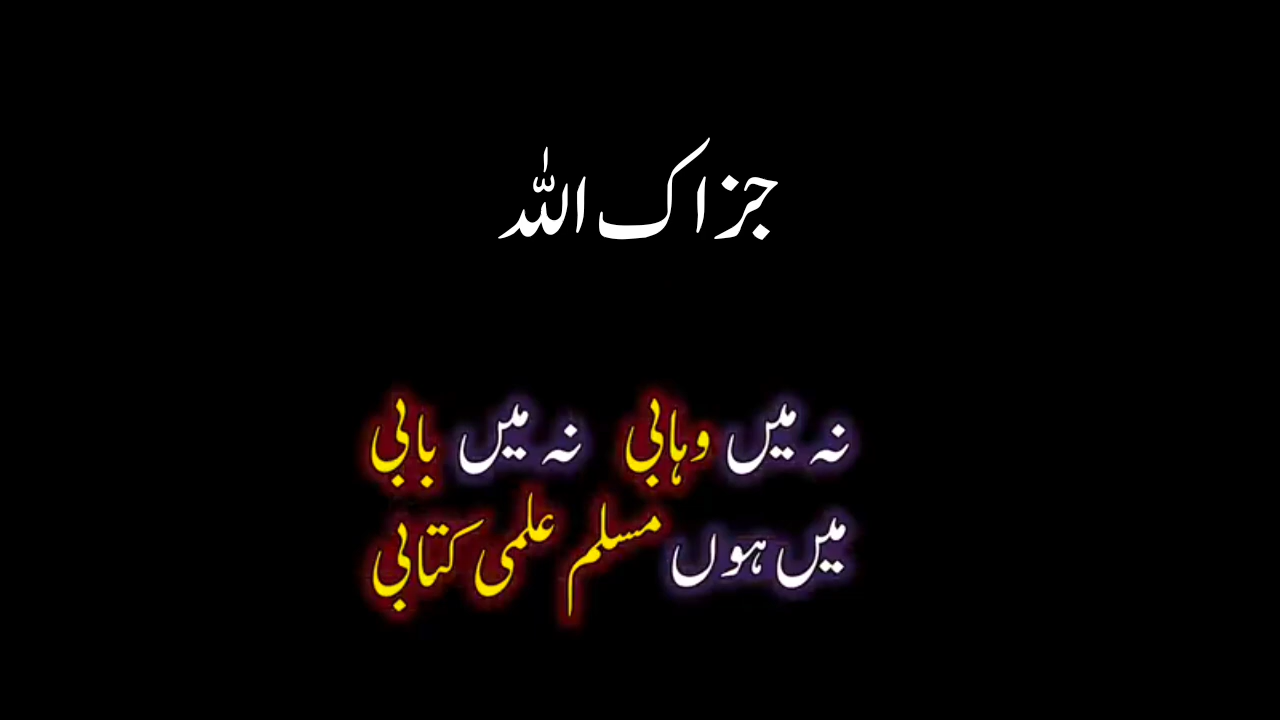 جزاک اللہ
نہ میں وہابی نہ میں بابی
میں ہوں مسلم علمی کتابی